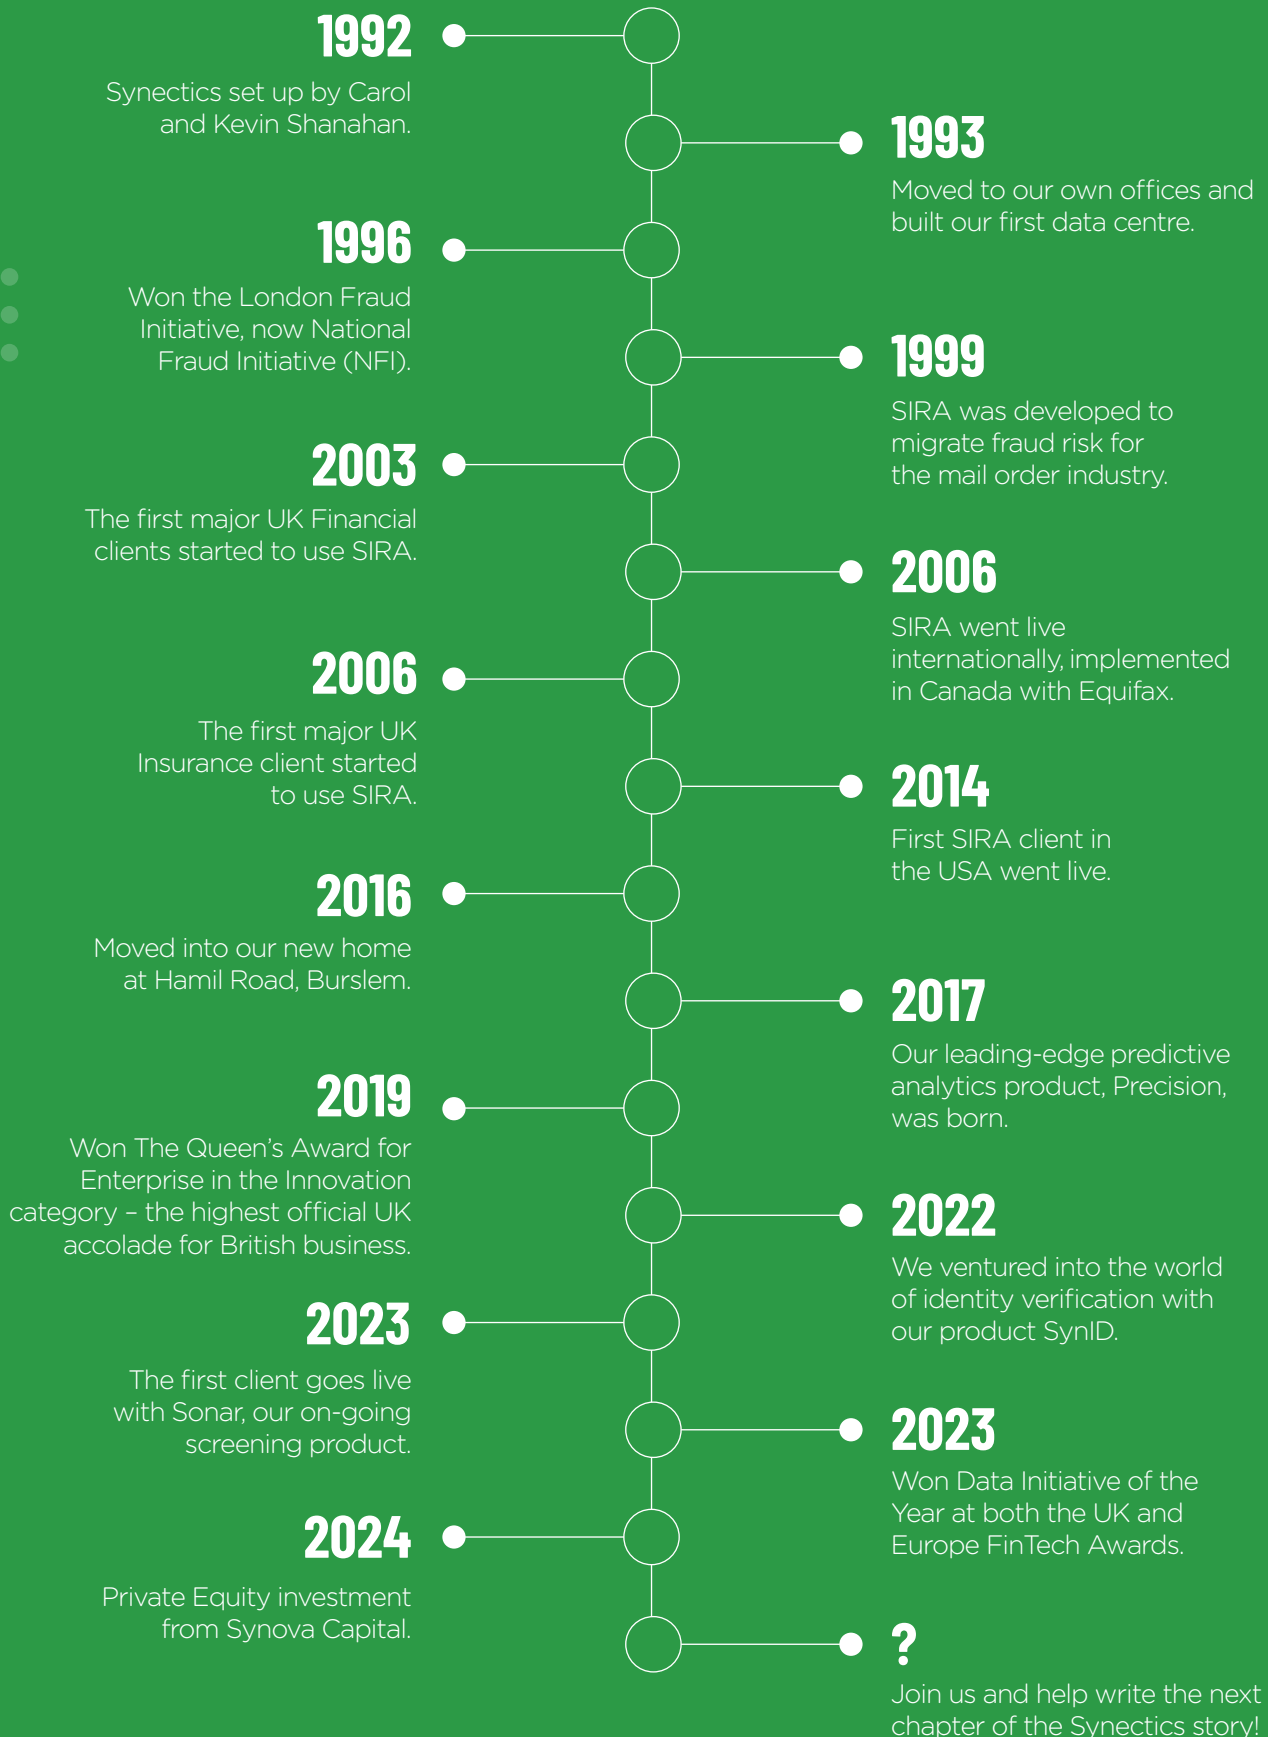 1992
Synectics set up by Carol
and Kevin Shanahan.
1993
Moved to our own offices and
built our first data centre.
1996
Won the London Fraud
Initiative, now National
Fraud Initiative (NFI).
1999
SIRA was developed to
migrate fraud risk for
the mail order industry.
2003
The first major UK Financial
clients started to use SIRA.
2006
SIRA went live
internally, implemented
in Canada with Equifax.
2006
The first major UK
Insurance client started
to use SIRA.
2014
First SIRA client in
the USA went live.
2016
Moved into our new home
at Hamil Road, Burslem.
2017
Our leading-edge predictive
analytics product, Precision,
was born.
2019
Won The Queen’s Award for
Enterprise in the Innovation
category – the highest official UK
accolade for British business.
2022
We ventured into the world
of identity verification with
our product SynID.
2023
The first client goes live
with Sonar, our on-going
screening product.
2023
Won Data Initiative of the
Year at both the UK and
Europe FinTech Awards.
2024
Private Equity investment
from Synova Capital.
?
Join us and help write the next
chapter of the Synectics story!